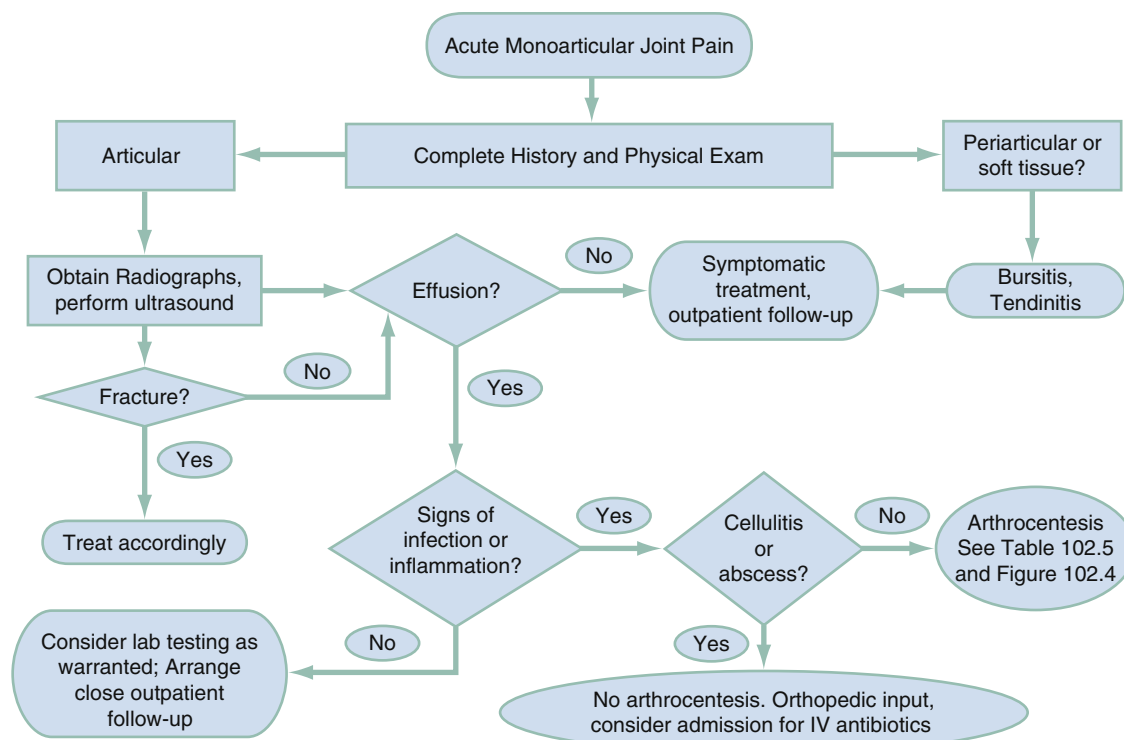 Acute Monoarticular Joint Pain
Articular
Complete History and Physical Exam
Periarticular or
soft tissue?
Obtain Radiographs,
perform ultrasound
Effusion?
No
Symptomatic
treatment,
outpatient follow-up
Bursitis,
Tendinitis
Fracture?
No
Yes
Yes
Treat accordingly
Signs of
infection or
inflammation?
Yes
Cellulitis
or
abscess?
No
Arthrocentesis
See Table 102.5
and Figure 102.4
No
Consider lab testing as
warranted; Arrange
close outpatient
follow-up
Yes
No arthrocentesis. Orthopedic input,
consider admission for IV antibiotics